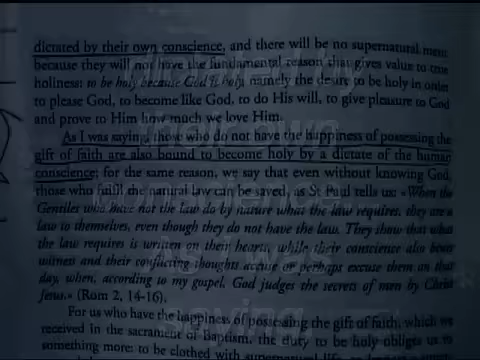 dictated by their own conscience, and there will be no supernatural merit
because they will not have the fundamental reason that gives value to true
holiness: to be holy because God is holy, namely the desire to be holy in order
to please God, to become like God, to do His will, to give pleasure to God
and prove to Him how much we love Him.
As I was saying, those who do not have the happiness of possessing the
gift of faith are also bound to become holy by a dictate of the human
conscience; for the same reason, we say that even without knowing God,
those who fulfil the natural law can be saved, as St Paul tells us: «When the
Gentiles who have not the law do by nature what the law requires, they are a
law to themselves, even though they do not have the law. They show that what
the law requires is written on their hearts, while their conscience also bears
witness and their conflicting thoughts accuse or perhaps excuse them on that
day, when, according to my gospel, God judges the secrets of men by Christ
Jesus.» (Rom 2, 14-16).
For us who have the happiness of possessing the gift of faith, which we
received in the sacrament of Baptism, the duty to be holy obliges us to
something more: to be clothed with supernatural